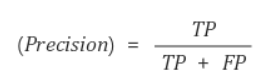 (Precision) = TP / TP + FP